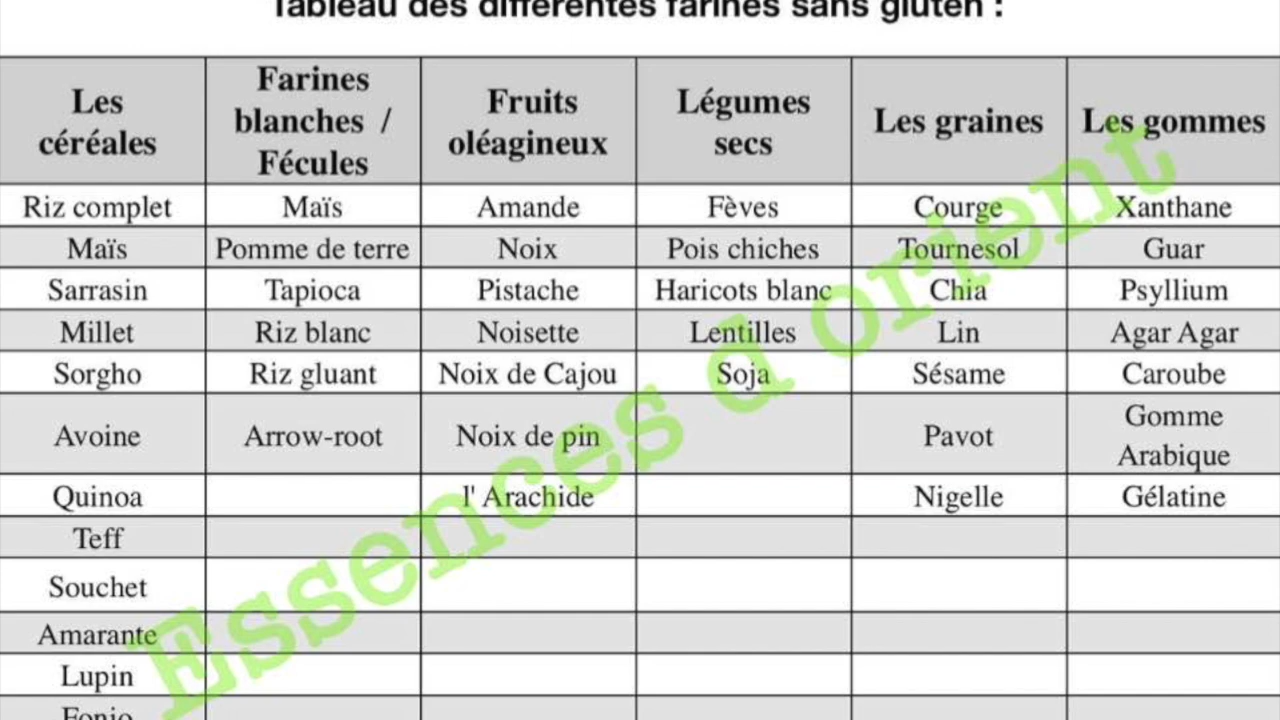 Tableau des différentes farines sans gluten :
Les céréales	Farines blanches / Fécules	Fruits oléagineux	Légumes secs	Les graines	Les gommes
Riz complet	Maïs	Amande	Fèves	Courge	Xanthane
Maïs	Pomme de terre	Noix	Pois chiches	Tournesol	Guar
Sarrasin	Tapioca	Pistache	Haricots blanc	Chia	Psyllium
Millet	Riz blanc	Noisette	Lentilles	Lin	Agar Agar
Sorgho	Riz gluant	Noix de Cajou	Soja	Sésame	Caroube
Avoine	Arrow-root	Noix de pin		Pavot	Gomme Arabique
Quinoa		l' Arachide		Nigelle	Gélatine
Teff
Souchet
Amarante
Lupin
Fonio
Essences d orient